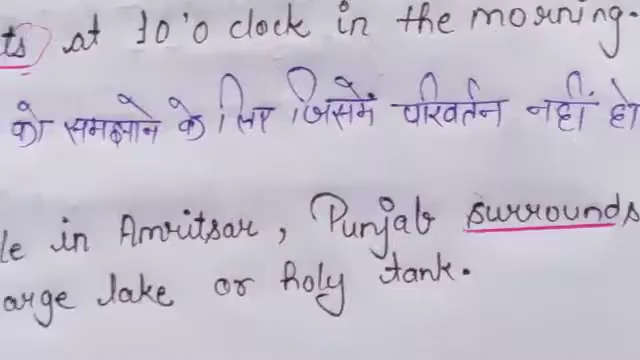 ts at 10'0 clock in the morning.
को समझाने के लिए जिसमें परिवर्तन नहीं हो
le in Amritsar, Punjab surrounds
arge lake or holy tank.